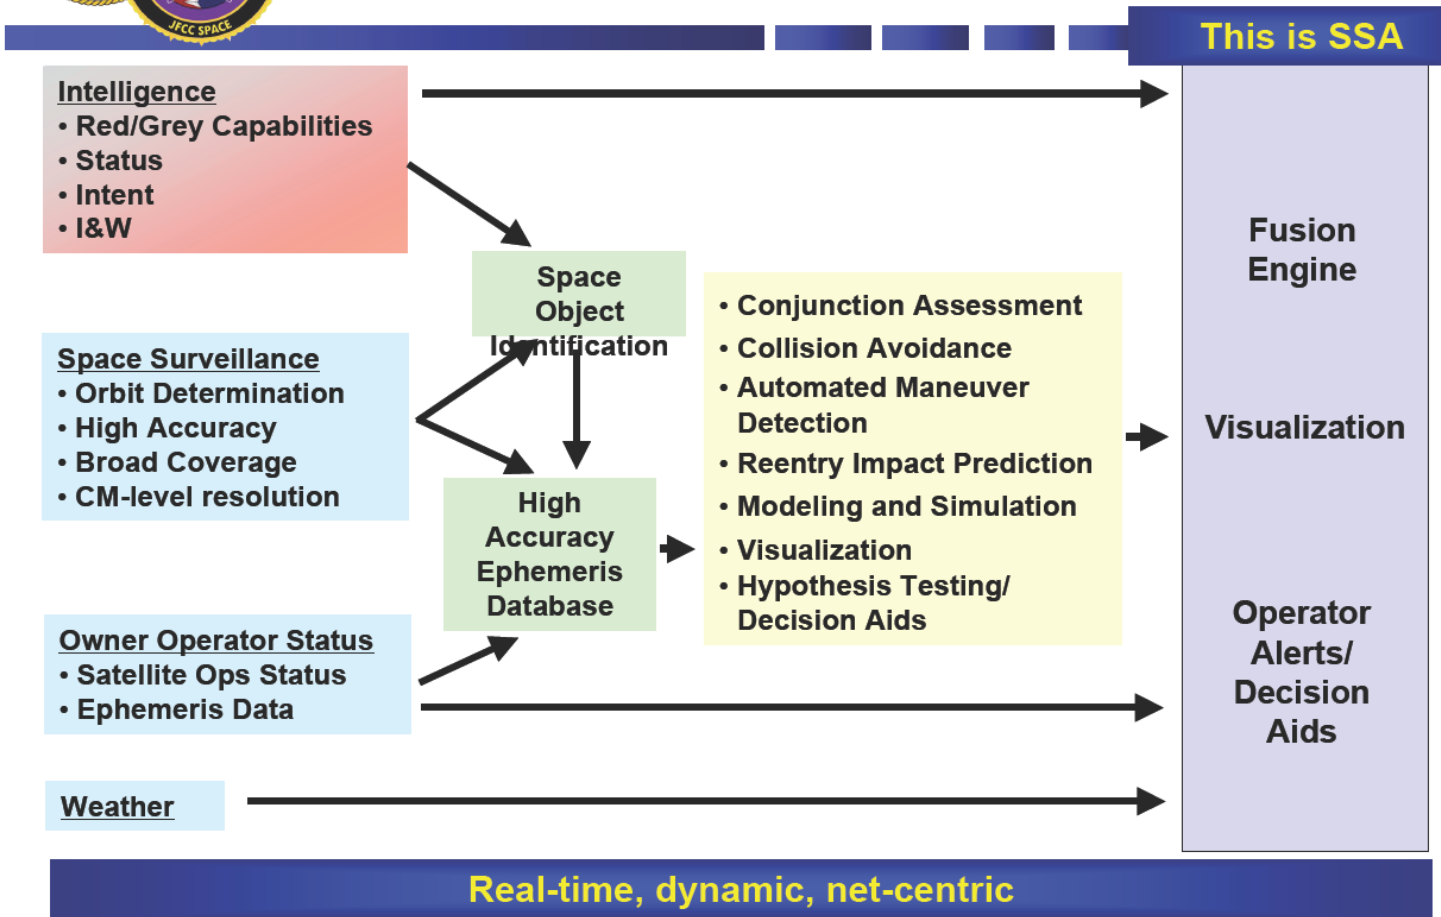 JFCC SPACE
This is SSA
Intelligence
• Red/Grey Capabilities
• Status
• Intent
• I&W
Space
Object
Identification
Space Surveillance
• Orbit Determination
• High Accuracy
• Broad Coverage
• CM-level resolution
High
Accuracy
Ephemeris
Database
Owner Operator Status
• Satellite Ops Status
• Ephemeris Data
Weather
• Conjunction Assessment
• Collision Avoidance
• Automated Maneuver
Detection
• Reentry Impact Prediction
• Modeling and Simulation
• Visualization
• Hypothesis Testing/
Decision Aids
Fusion
Engine
Visualization
Operator
Alerts/
Decision
Aids
Real-time, dynamic, net-centric